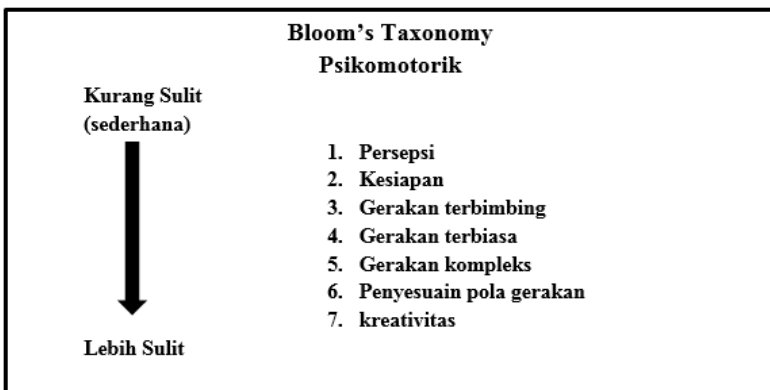 Bloom's Taxonomy
Psikomotorik
Kurang Sulit
(sederhana)
1. Persepsi
2. Kesiapan
3. Gerakan terbimbing
4. Gerakan terbiasa
5. Gerakan kompleks
6. Penyesuain pola gerakan
7. kreativitas
Lebih Sulit